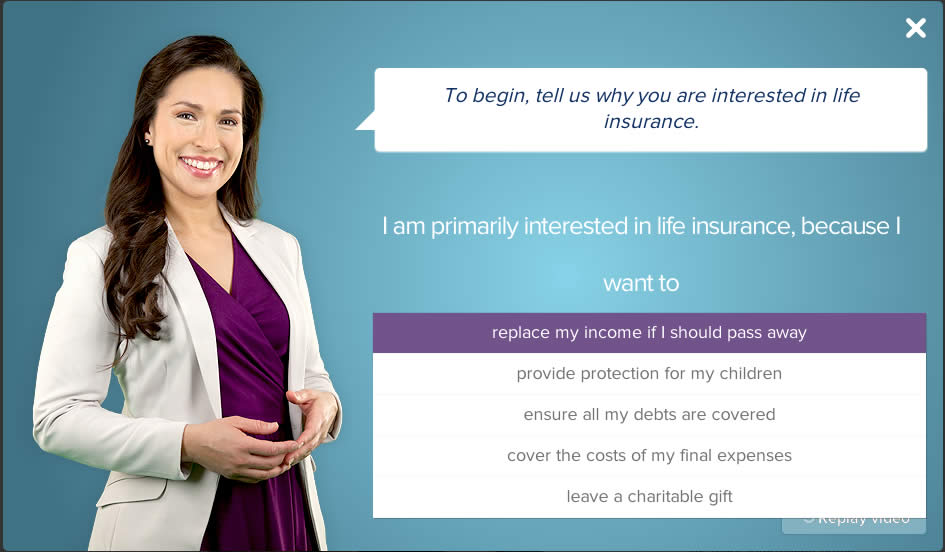 To begin, tell us why you are interested in life
insurance.
I am primarily interested in life insurance, because I
want to
replace my income if I should pass away
provide protection for my children
ensure all my debts are covered
cover the costs of my final expenses
leave a charitable gift
Replay video